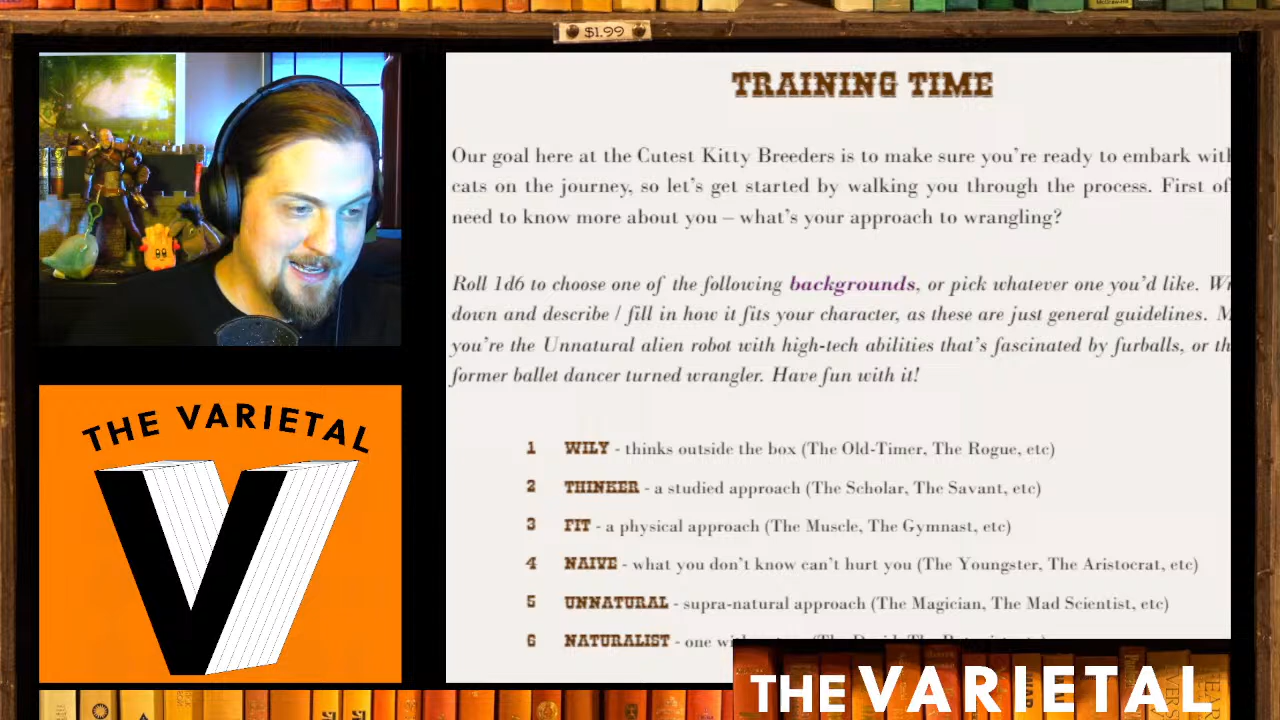 $1.99
TRAINING TIME
Our goal here at the Cutest Kitty Breeders is to make sure you're ready to embark with
cats on the journey, so let's get started by walking you through the process. First of
need to know more about you – what's your approach to wrangling?
Roll 1d6 to choose one of the following backgrounds, or pick whatever one you'd like.
down and describe / fill in how it fits your character, as these are just general guidelines.
you're the Unnatural alien robot with high-tech abilities that's fascinated by furballs, or
former ballet dancer turned wrangler. Have fun with it!
1 WILY - thinks outside the box (The Old-Timer, The Rogue, etc)
2 THINKER - a studied approach (The Scholar, The Savant, etc)
3 FIT - a physical approach (The Muscle, The Gymnast, etc)
4 NAIVE - what you don't know can't hurt you (The Youngster, The Aristocrat, etc)
5 UNNATURAL - supra-natural approach (The Magician, The Mad Scientist, etc)
6 NATURALIST - one
THE VARIETAL
THE VARIETAL